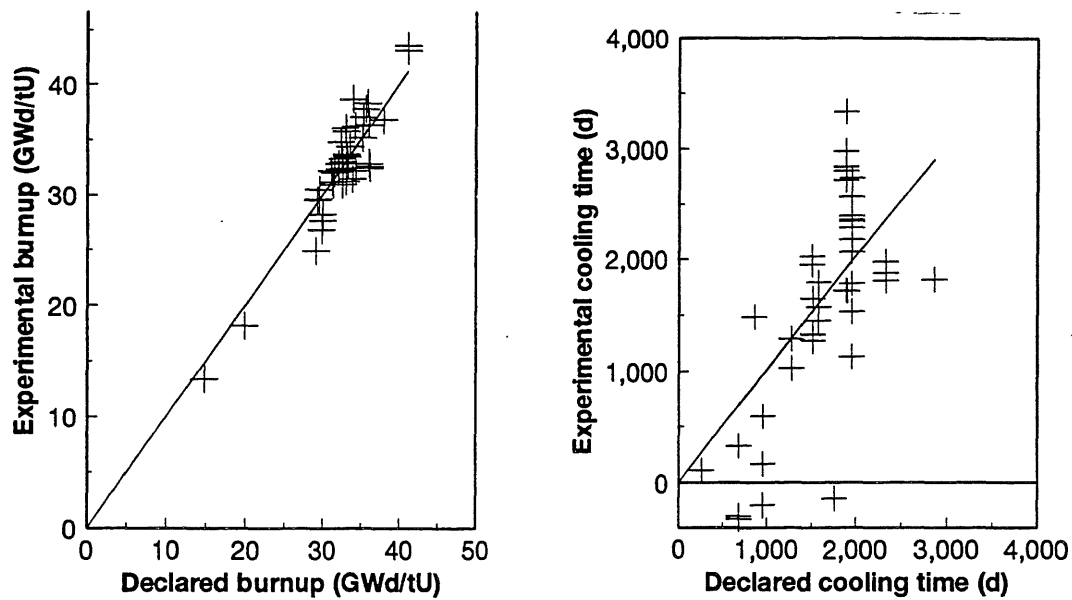 Experimental burnup (GWd/tU)
40
30
20
10
0
0 10 20 30 40 50
Declared burnup (GWd/tU)
Experimental cooling time (d)
4,000
3,000
2,000
1,000
0
0 1,000 2,000 3,000 4,000
Declared cooling time (d)